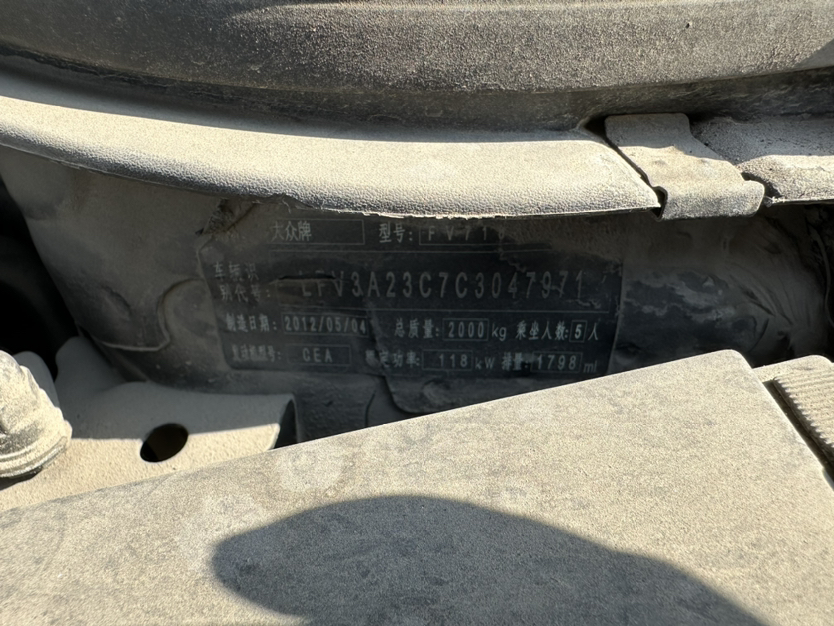 大众牌 型号: FV718
车辆识别代号: LFV3A23C7C3047971
制造日期: 2012/05/04 总质量: 2000 kg 乘坐人数: 5 人
发动机型号: CEA 额定功率: 118 kW 排量: 1798 ml